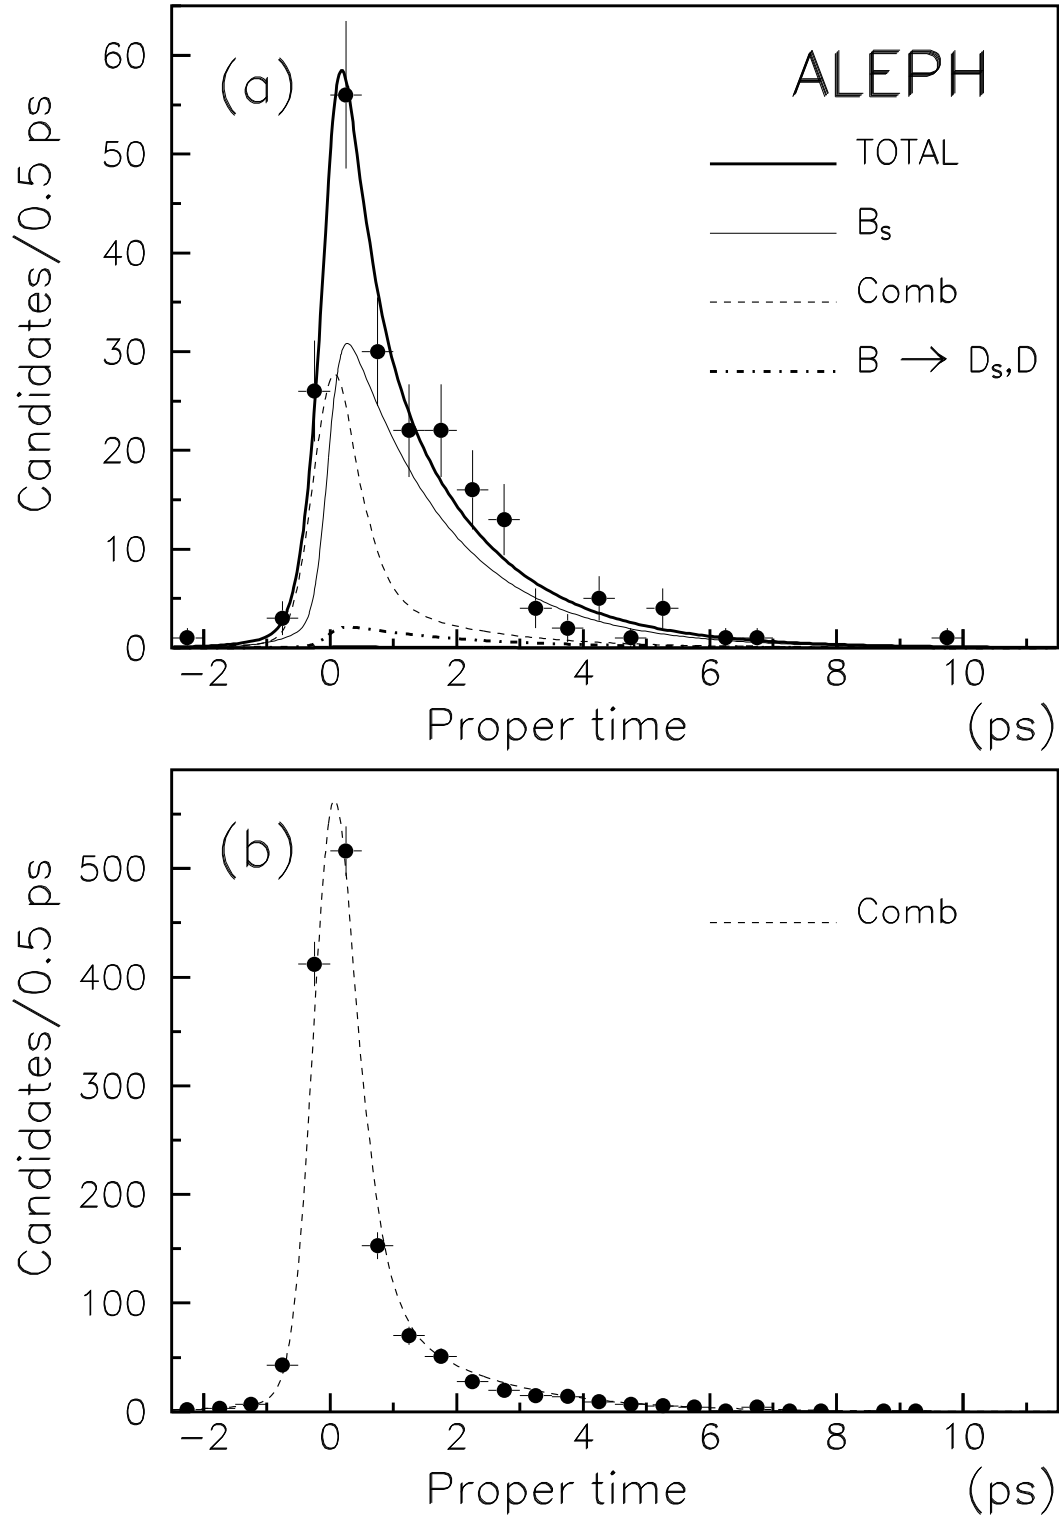 (a)
ALEPH
TOTAL
Bs
Comb
B → Ds,D
Candidates/0.5 ps
60
50
40
30
20
10
0
−2 0 2 4 6 8 10
Proper time (ps)
(b)
Comb
Candidates/0.5 ps
500
400
300
200
100
0
−2 0 2 4 6 8 10
Proper time (ps)